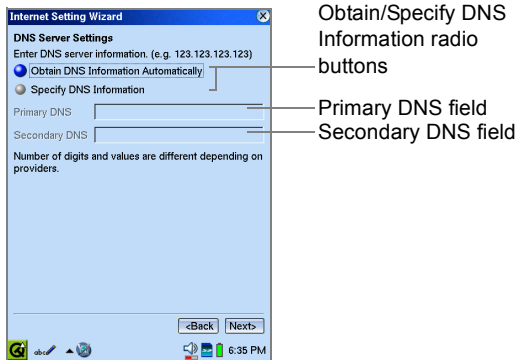 Internet Setting Wizard
DNS Server Settings
Enter DNS server information. (e.g. 123.123.123.123)
Obtain DNS Information Automatically
Specify DNS Information
Primary DNS
Secondary DNS
Number of digits and values are different depending on
providers.
<Back Next>
abc 6:35 PM
Obtain/Specify DNS
Information radio
buttons
Primary DNS field
Secondary DNS field